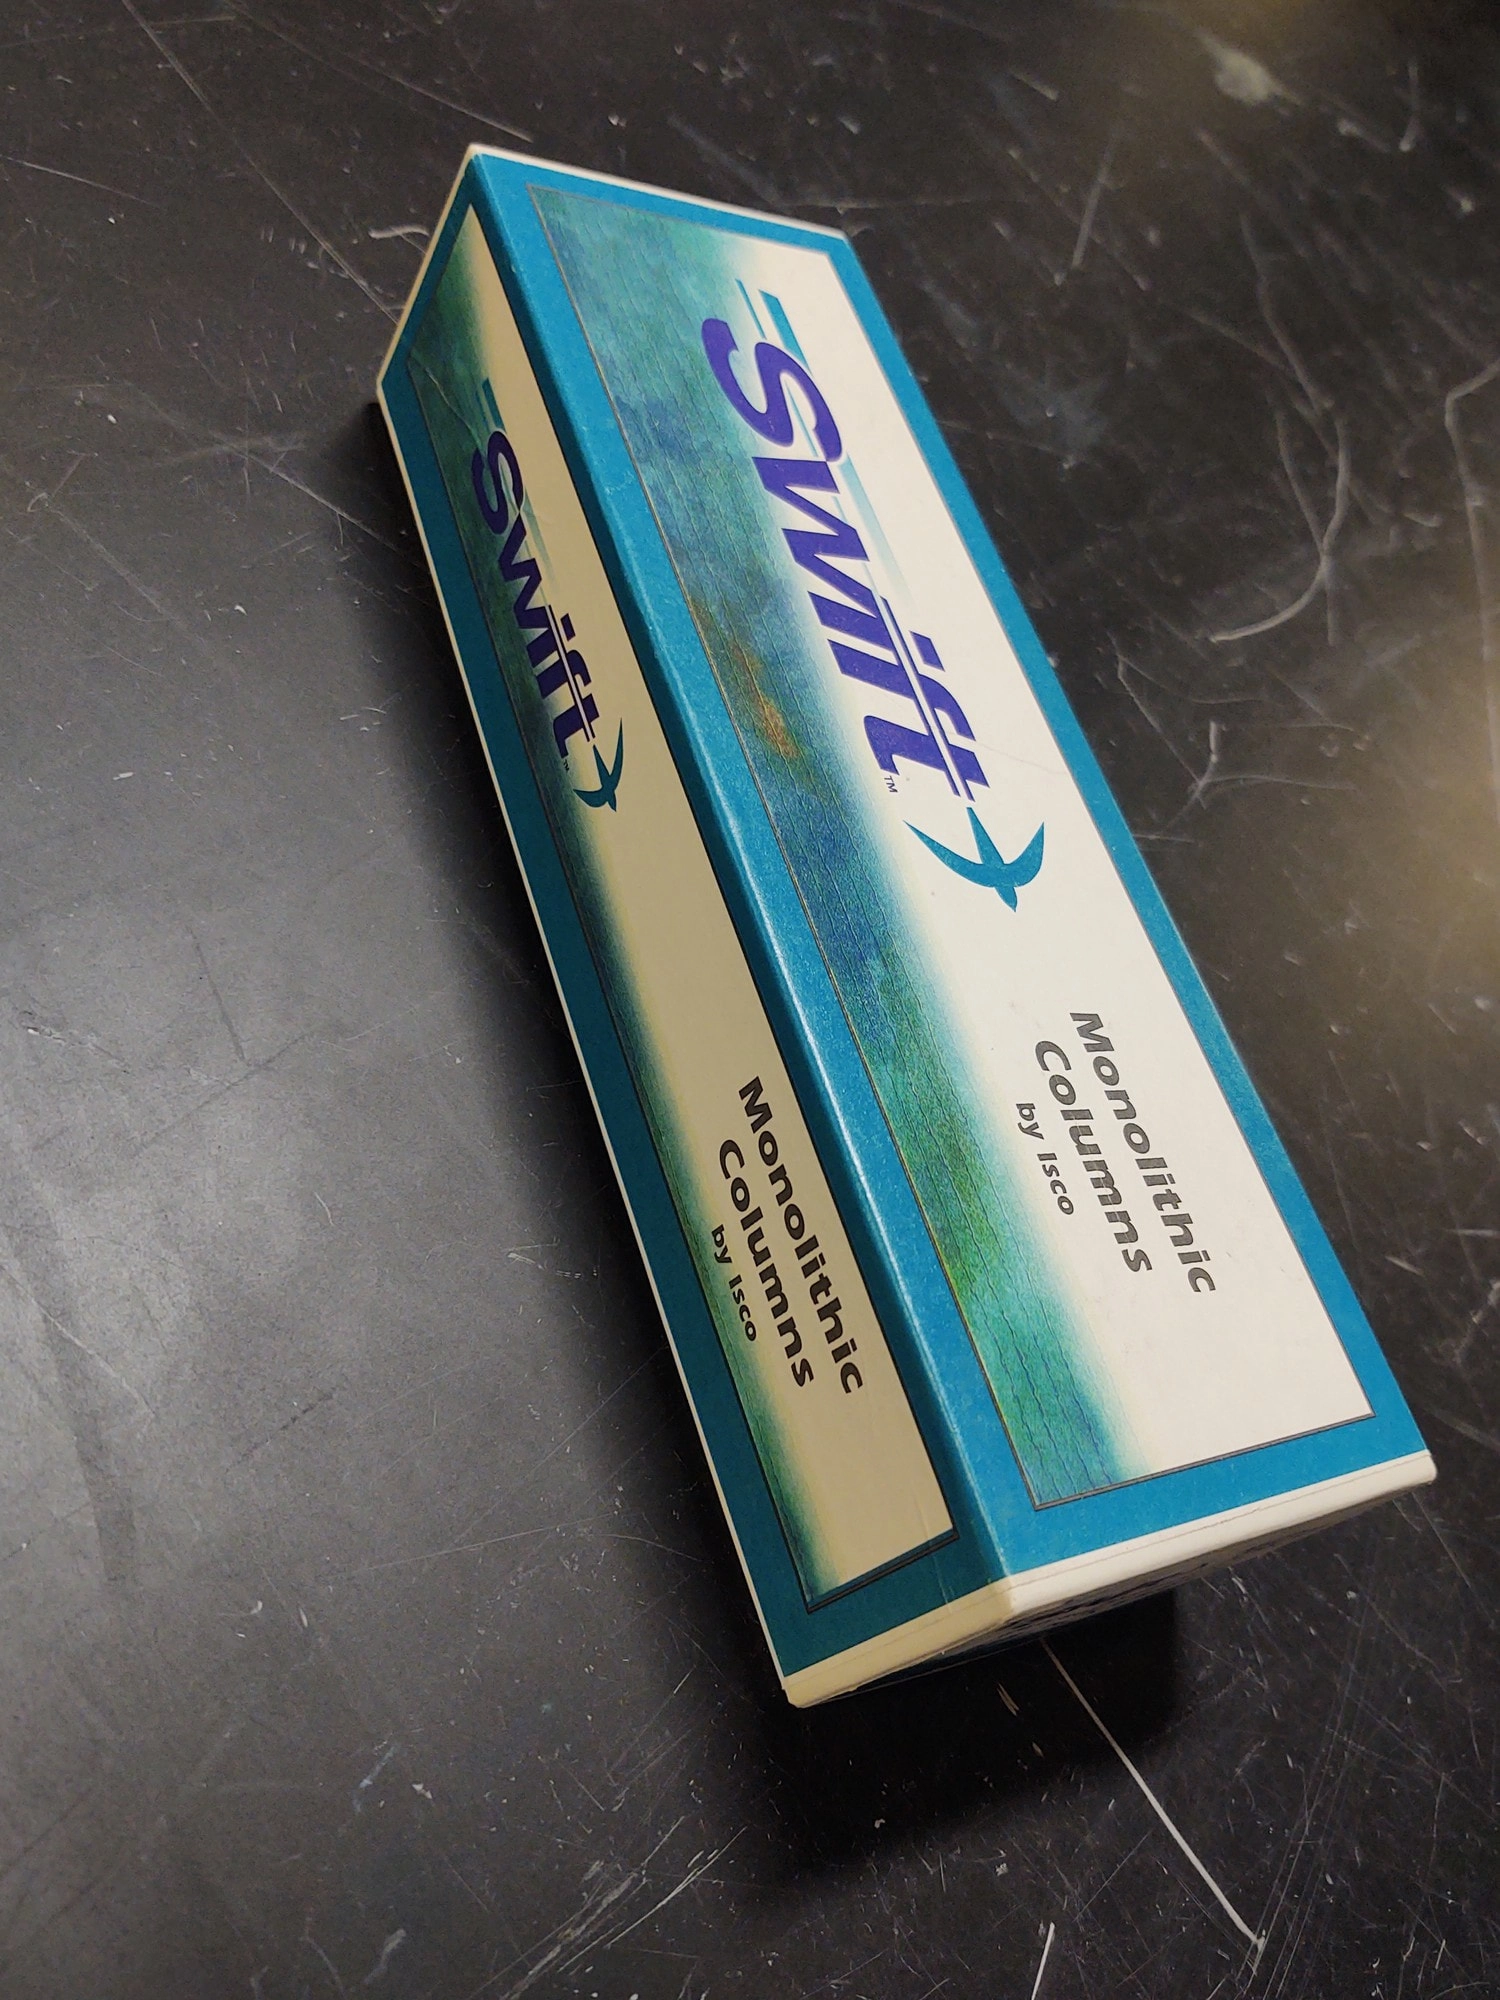 Swift™
Monolithic
Columns
by Isco
Swift™
Monolithic
Columns
by Isco